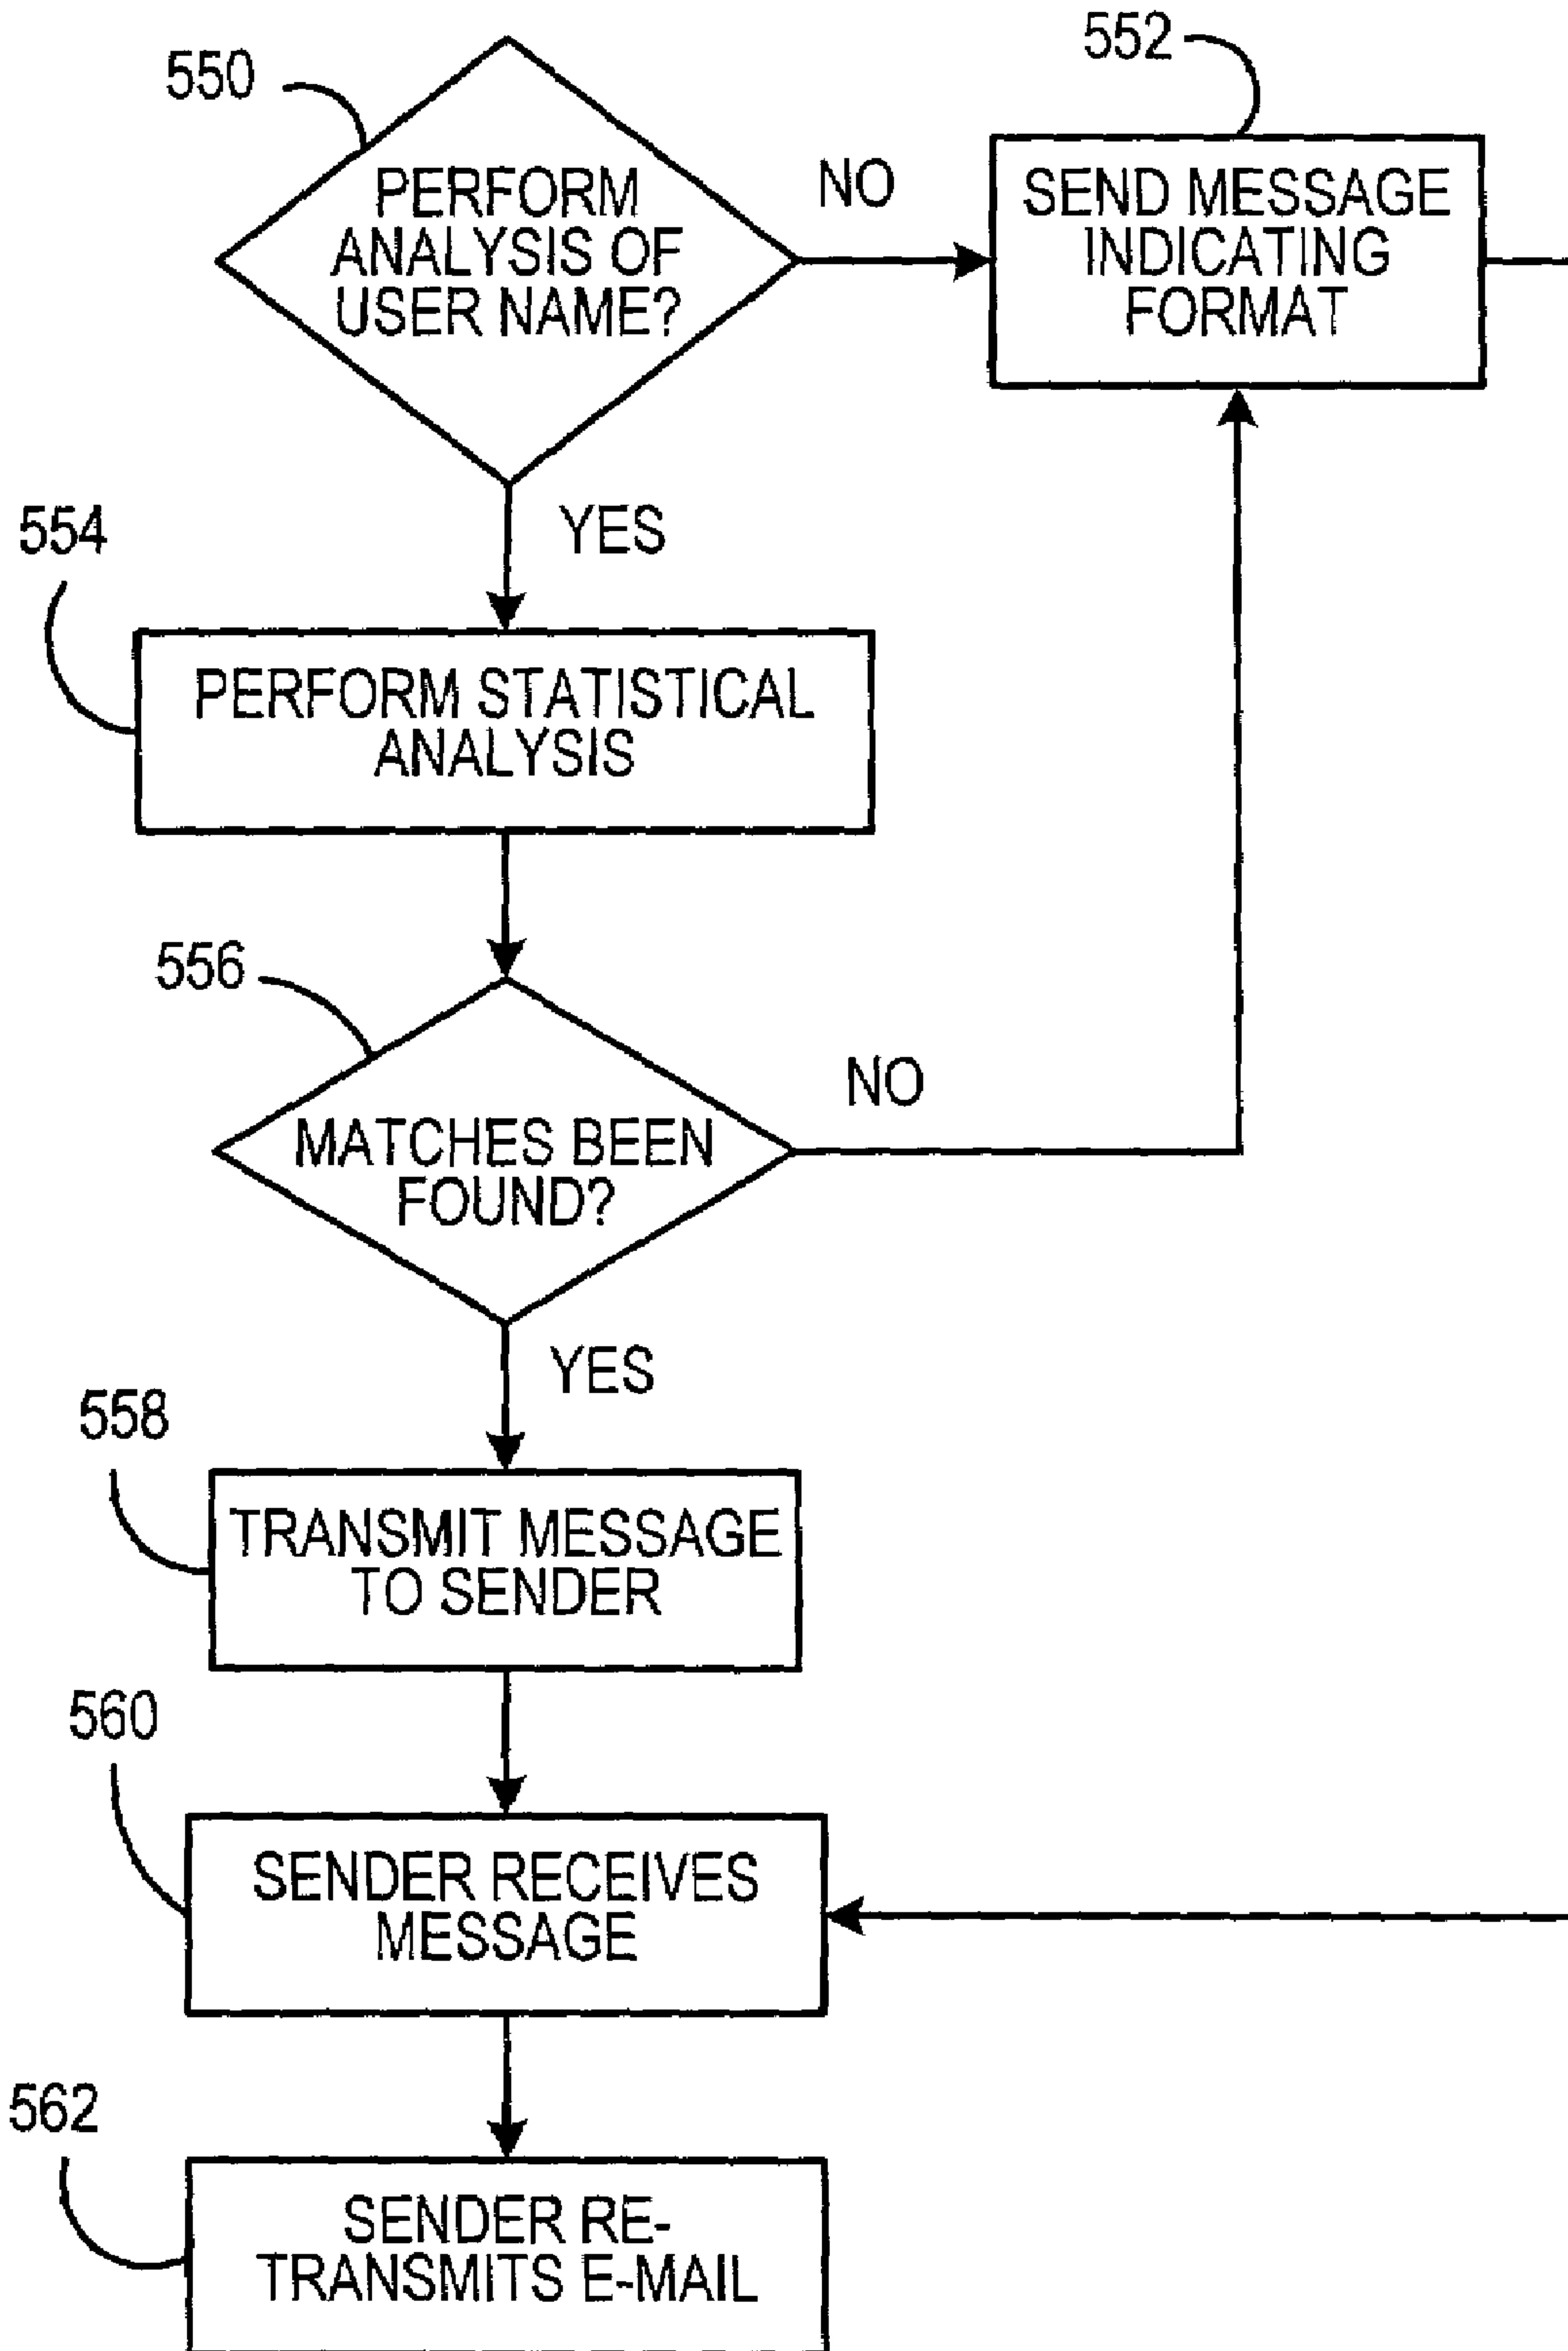 550
PERFORM
ANALYSIS OF
USER NAME?
NO
552
SEND MESSAGE
INDICATING
FORMAT
YES
554
PERFORM STATISTICAL
ANALYSIS
556
MATCHES BEEN
FOUND?
NO
YES
558
TRANSMIT MESSAGE
TO SENDER
560
SENDER RECEIVES
MESSAGE
562
SENDER RE-
TRANSMITS E-MAIL